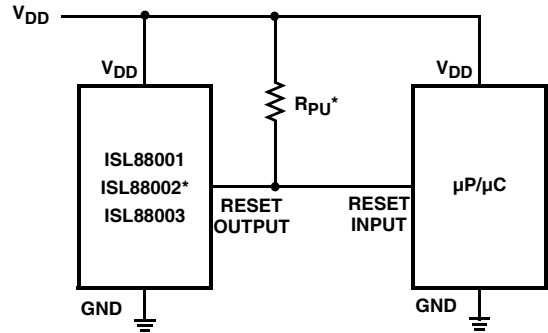 VDD
VDD
RPU*
VDD
ISL88001
ISL88002*
ISL88003
RESET
OUTPUT
RESET
INPUT
µP/µC
GND
GND